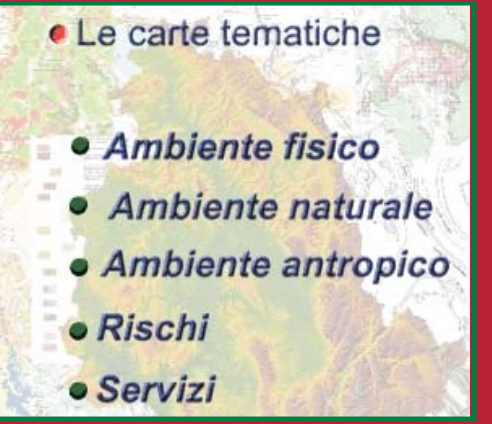 Le carte tematiche
Ambiente fisico
Ambiente naturale
Ambiente antropico
Rischi
Servizi